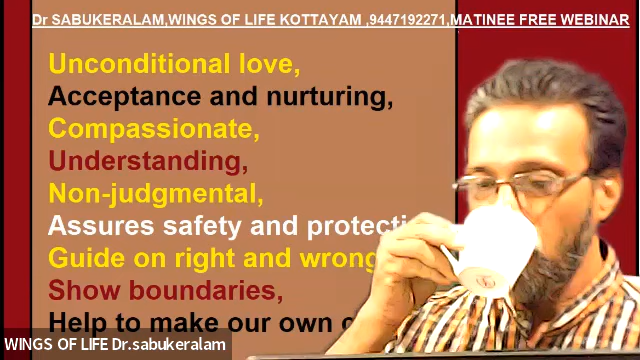 Dr SABUKERALAM,WINGS OF LIFE KOTTAYAM ,9447192271,MATINEE FREE WEBINAR
Unconditional love,
Acceptance and nurturing,
Compassionate,
Understanding,
Non-judgmental,
Assures safety and
Guide on right and wrong
Show boundaries,
Help to make our own
WINGS OF LIFE Dr.sabukeralam